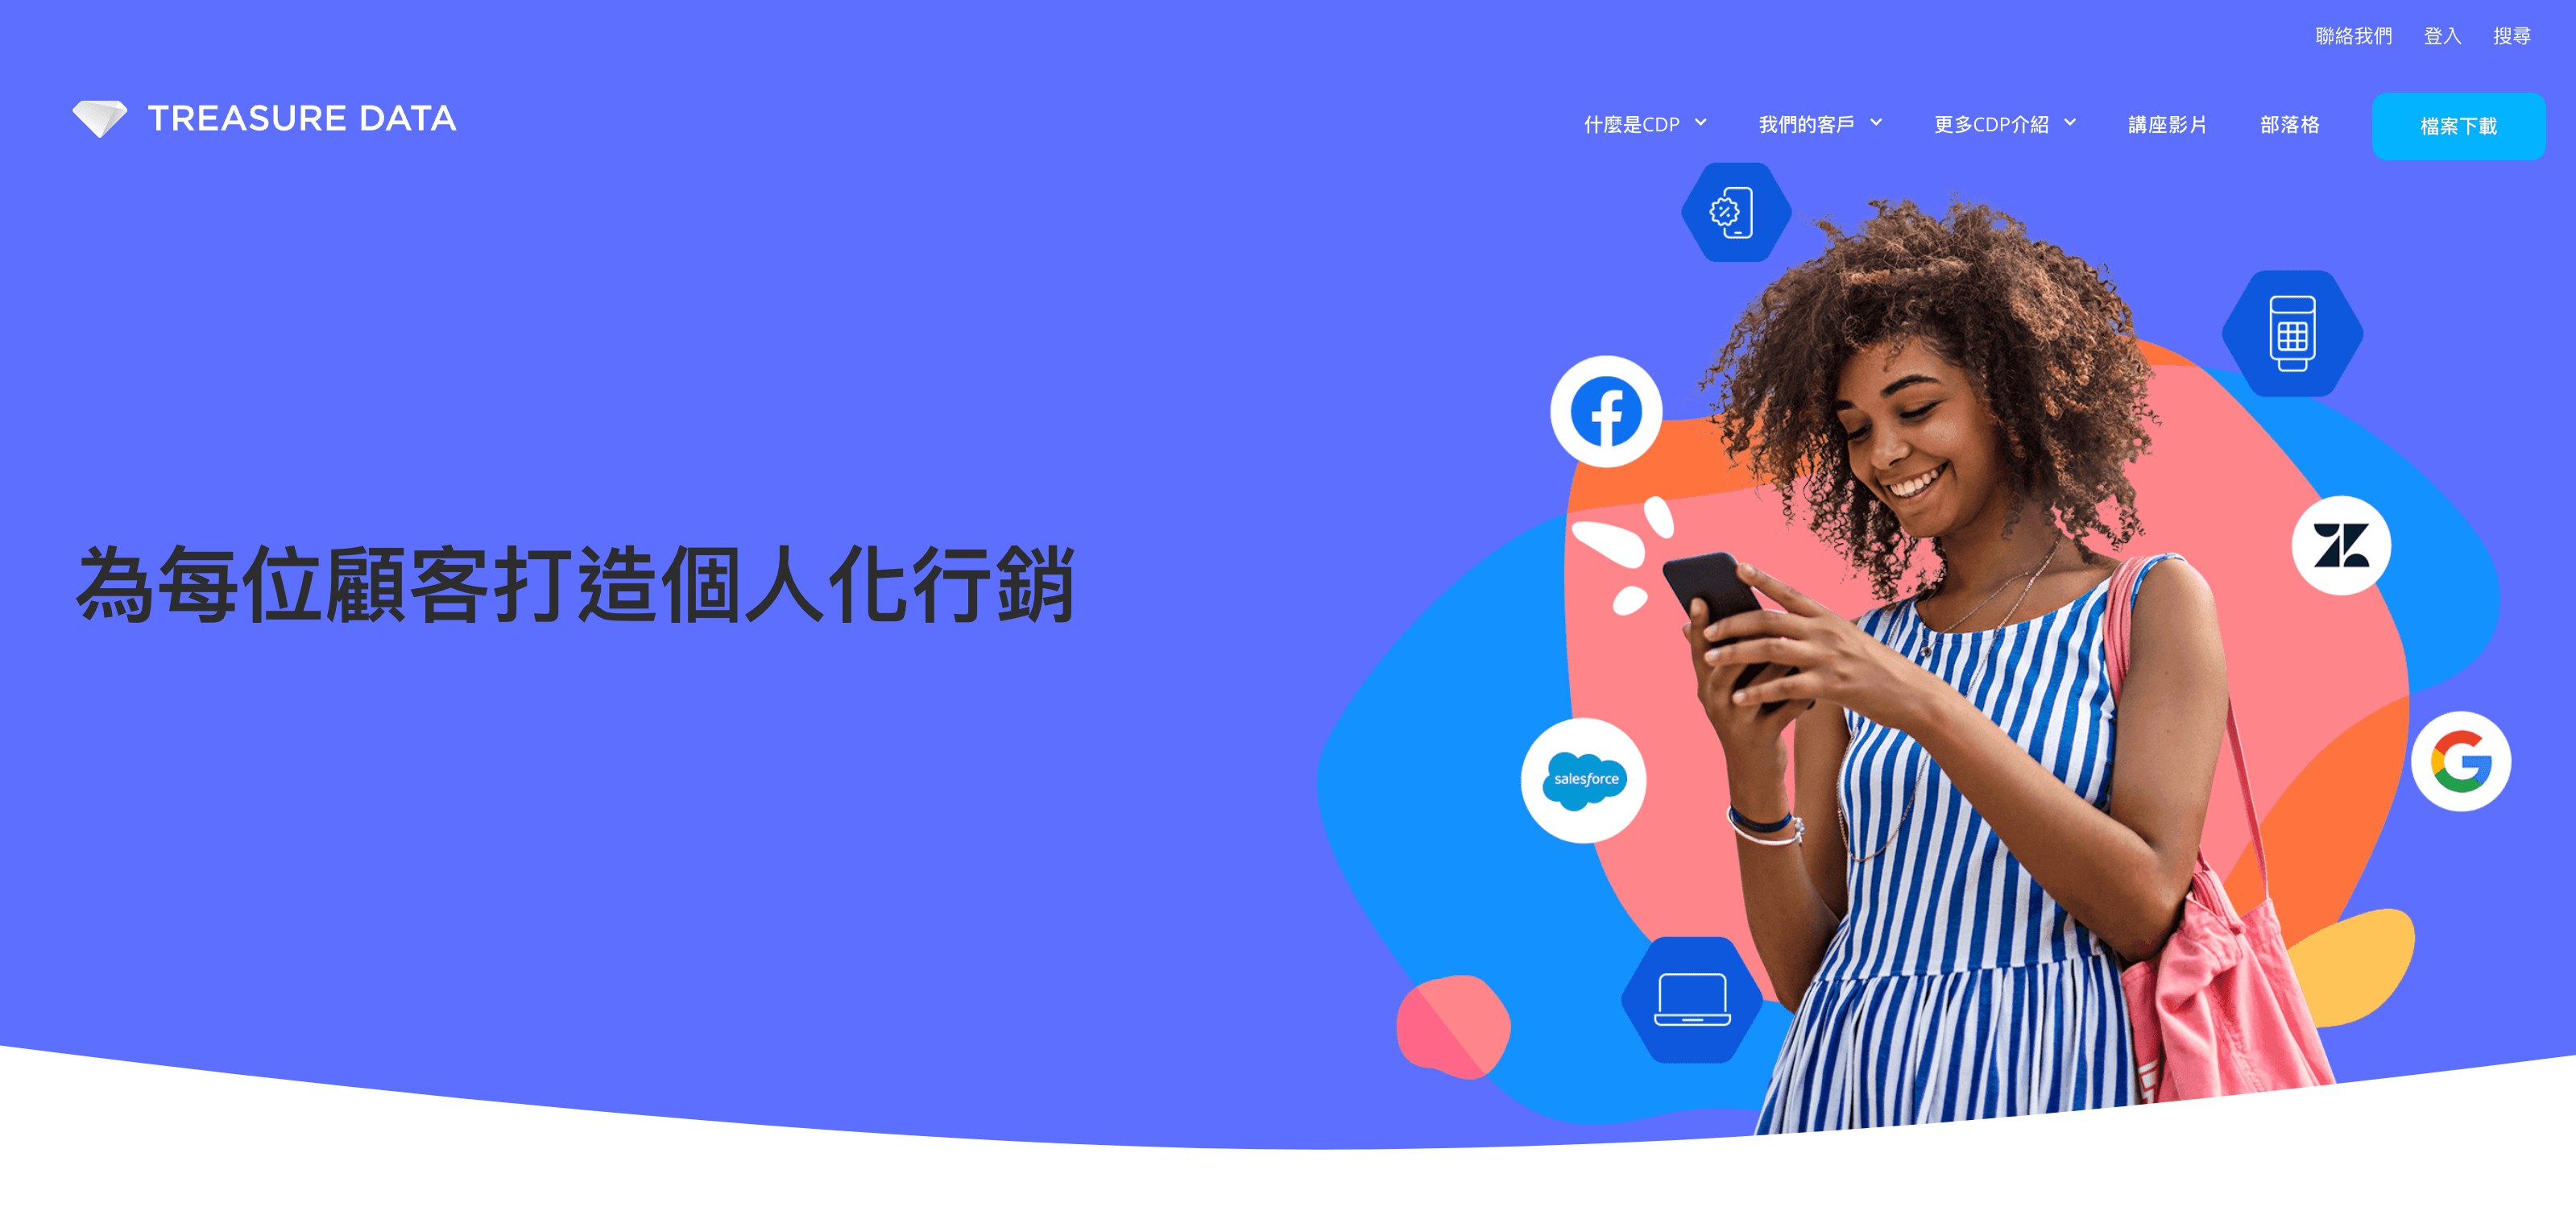 聯絡我們 登入 搜尋
TREASURE DATA
什麼是CDP 我們的客戶 更多CDP介紹 講座影片 部落格 檔案下載
為每位顧客打造個人化行銷
salesforce